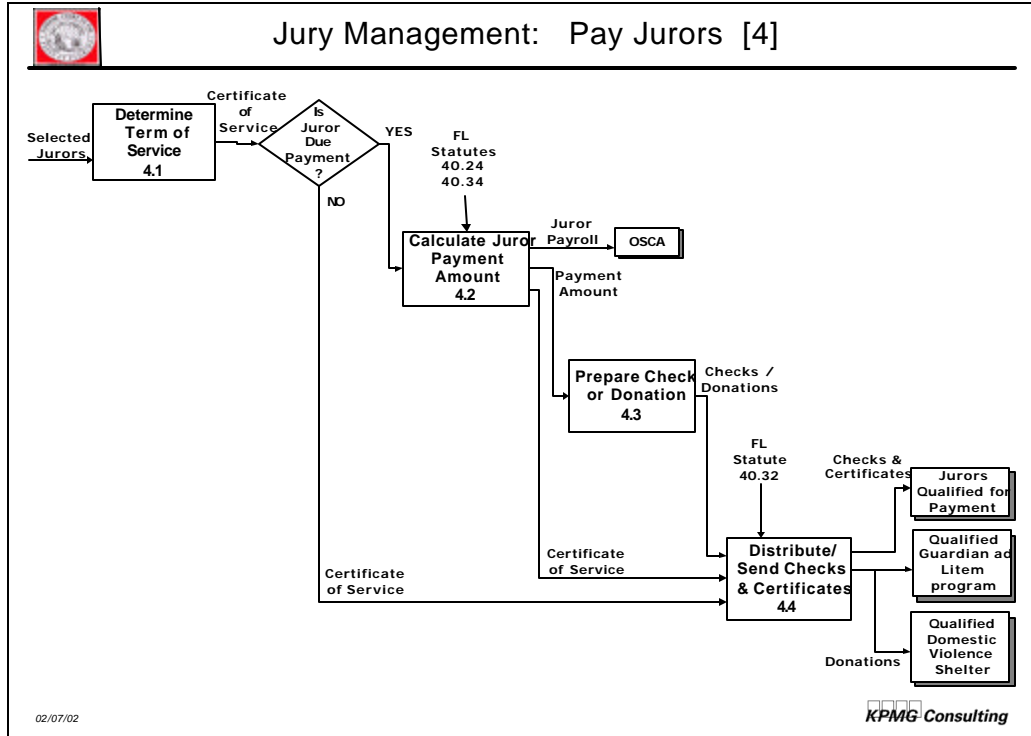 Jury Management: Pay Jurors [4]
Selected
Jurors
Determine
Term of
Service
4.1
Certificate
of
Service
Is
Juror
Due
Payment
?
YES
NO
FL
Statutes
40.24
40.34
Calculate Juror
Payment
Amount
4.2
Juror
Payroll
OSCA
Payment
Amount
Prepare Check
or Donation
4.3
Checks /
Donations
FL
Statute
40.32
Checks &
Certificates
Jurors
Qualified for
Payment
Distribute/
Send Checks
& Certificates
4.4
Certificate
of Service
Certificate
of Service
Qualified
Guardian ad
Litem
program
Donations
Qualified
Domestic
Violence
Shelter
02/07/02
KPMG Consulting